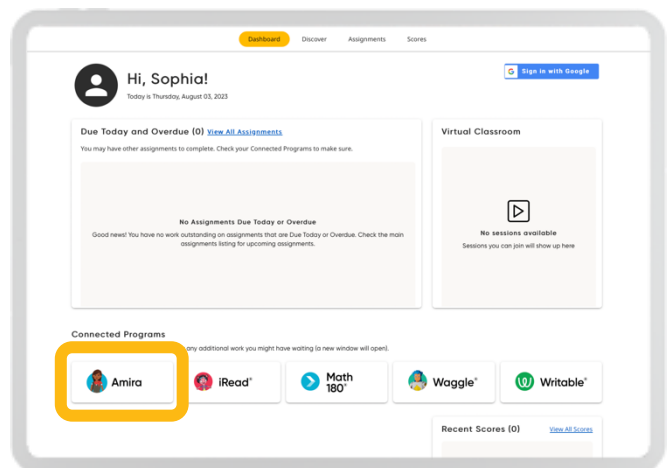 Dashboard Discover Assignments Scores
Hi, Sophia!
Today is Thursday, August 03, 2023
G Sign in with Google
Due Today and Overdue (0) View All Assignments
You may have other assignments to complete. Check your Connected Programs to make sure.
No Assignments Due Today or Overdue
Good news! You have no work outstanding on assignments that are Due Today or Overdue. Check the main
assignments listing for upcoming assignments.
Virtual Classroom
No sessions available
Sessions you can join will show up here
Connected Programs
any additional work you might have waiting (a new window will open).
Amira
iRead®
Math
180®
Waggle®
W Writable®
Recent Scores (0) View All Scores